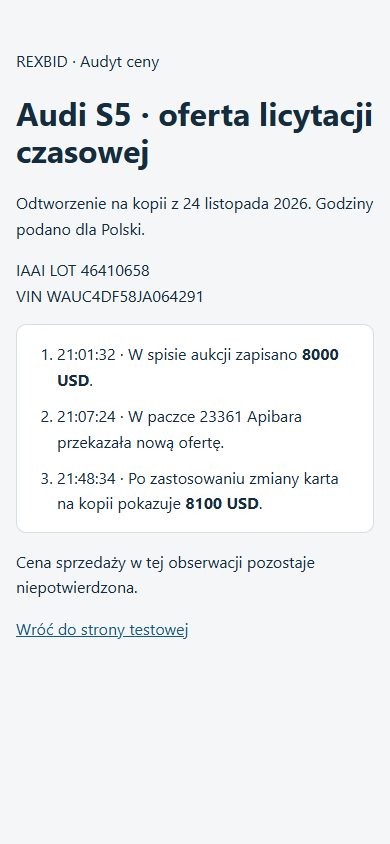 REXBID · Audyt ceny
Audi S5 · oferta licytacji
czasowej
Odtworzenie na kopii z 24 listopada 2026. Godziny
podano dla Polski.
IAAI LOT 46410658
VIN WAUC4DF58JA064291
1. 21:01:32 · W spisie aukcji zapisano 8000
USD.
2. 21:07:24 · W paczce 23361 Apibara
przekazała nową ofertę.
3. 21:48:34 · Po zastosowaniu zmiany karta
na kopii pokazuje 8100 USD.
Cena sprzedaży w tej obserwacji pozostaje
niepotwierdzona.
Wróć do strony testowej